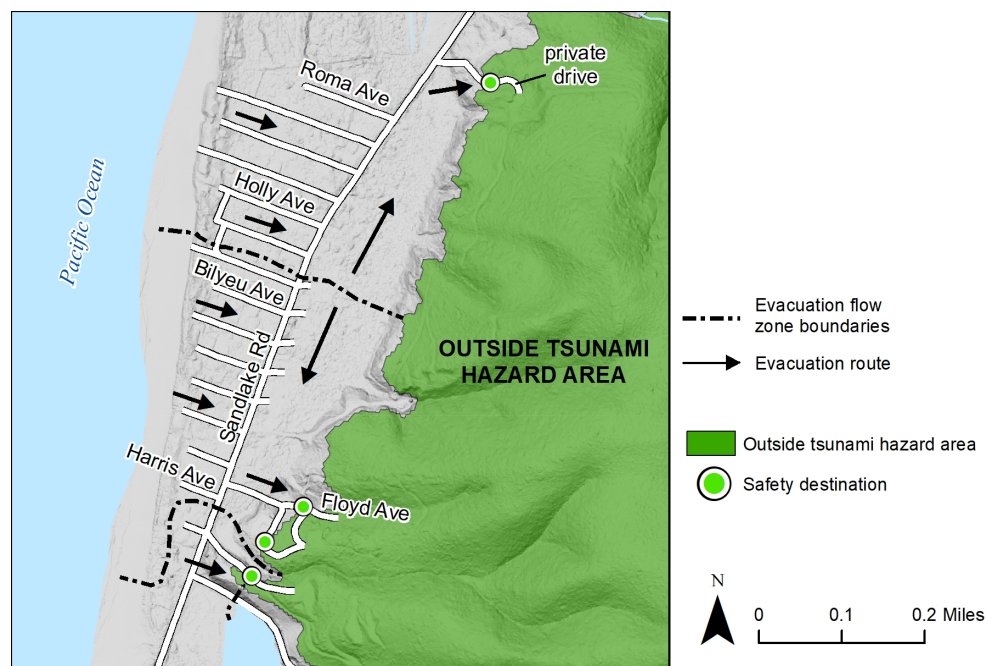 private
drive
Roma Ave
Pacific Ocean
Holly Ave
Bilyeu Ave
Sandlake Rd
OUTSIDE TSUNAMI
HAZARD AREA
Harris Ave
Floyd Ave
Evacuation flow
zone boundaries
Evacuation route
Outside tsunami hazard area
Safety destination
N
0 0.1 0.2 Miles